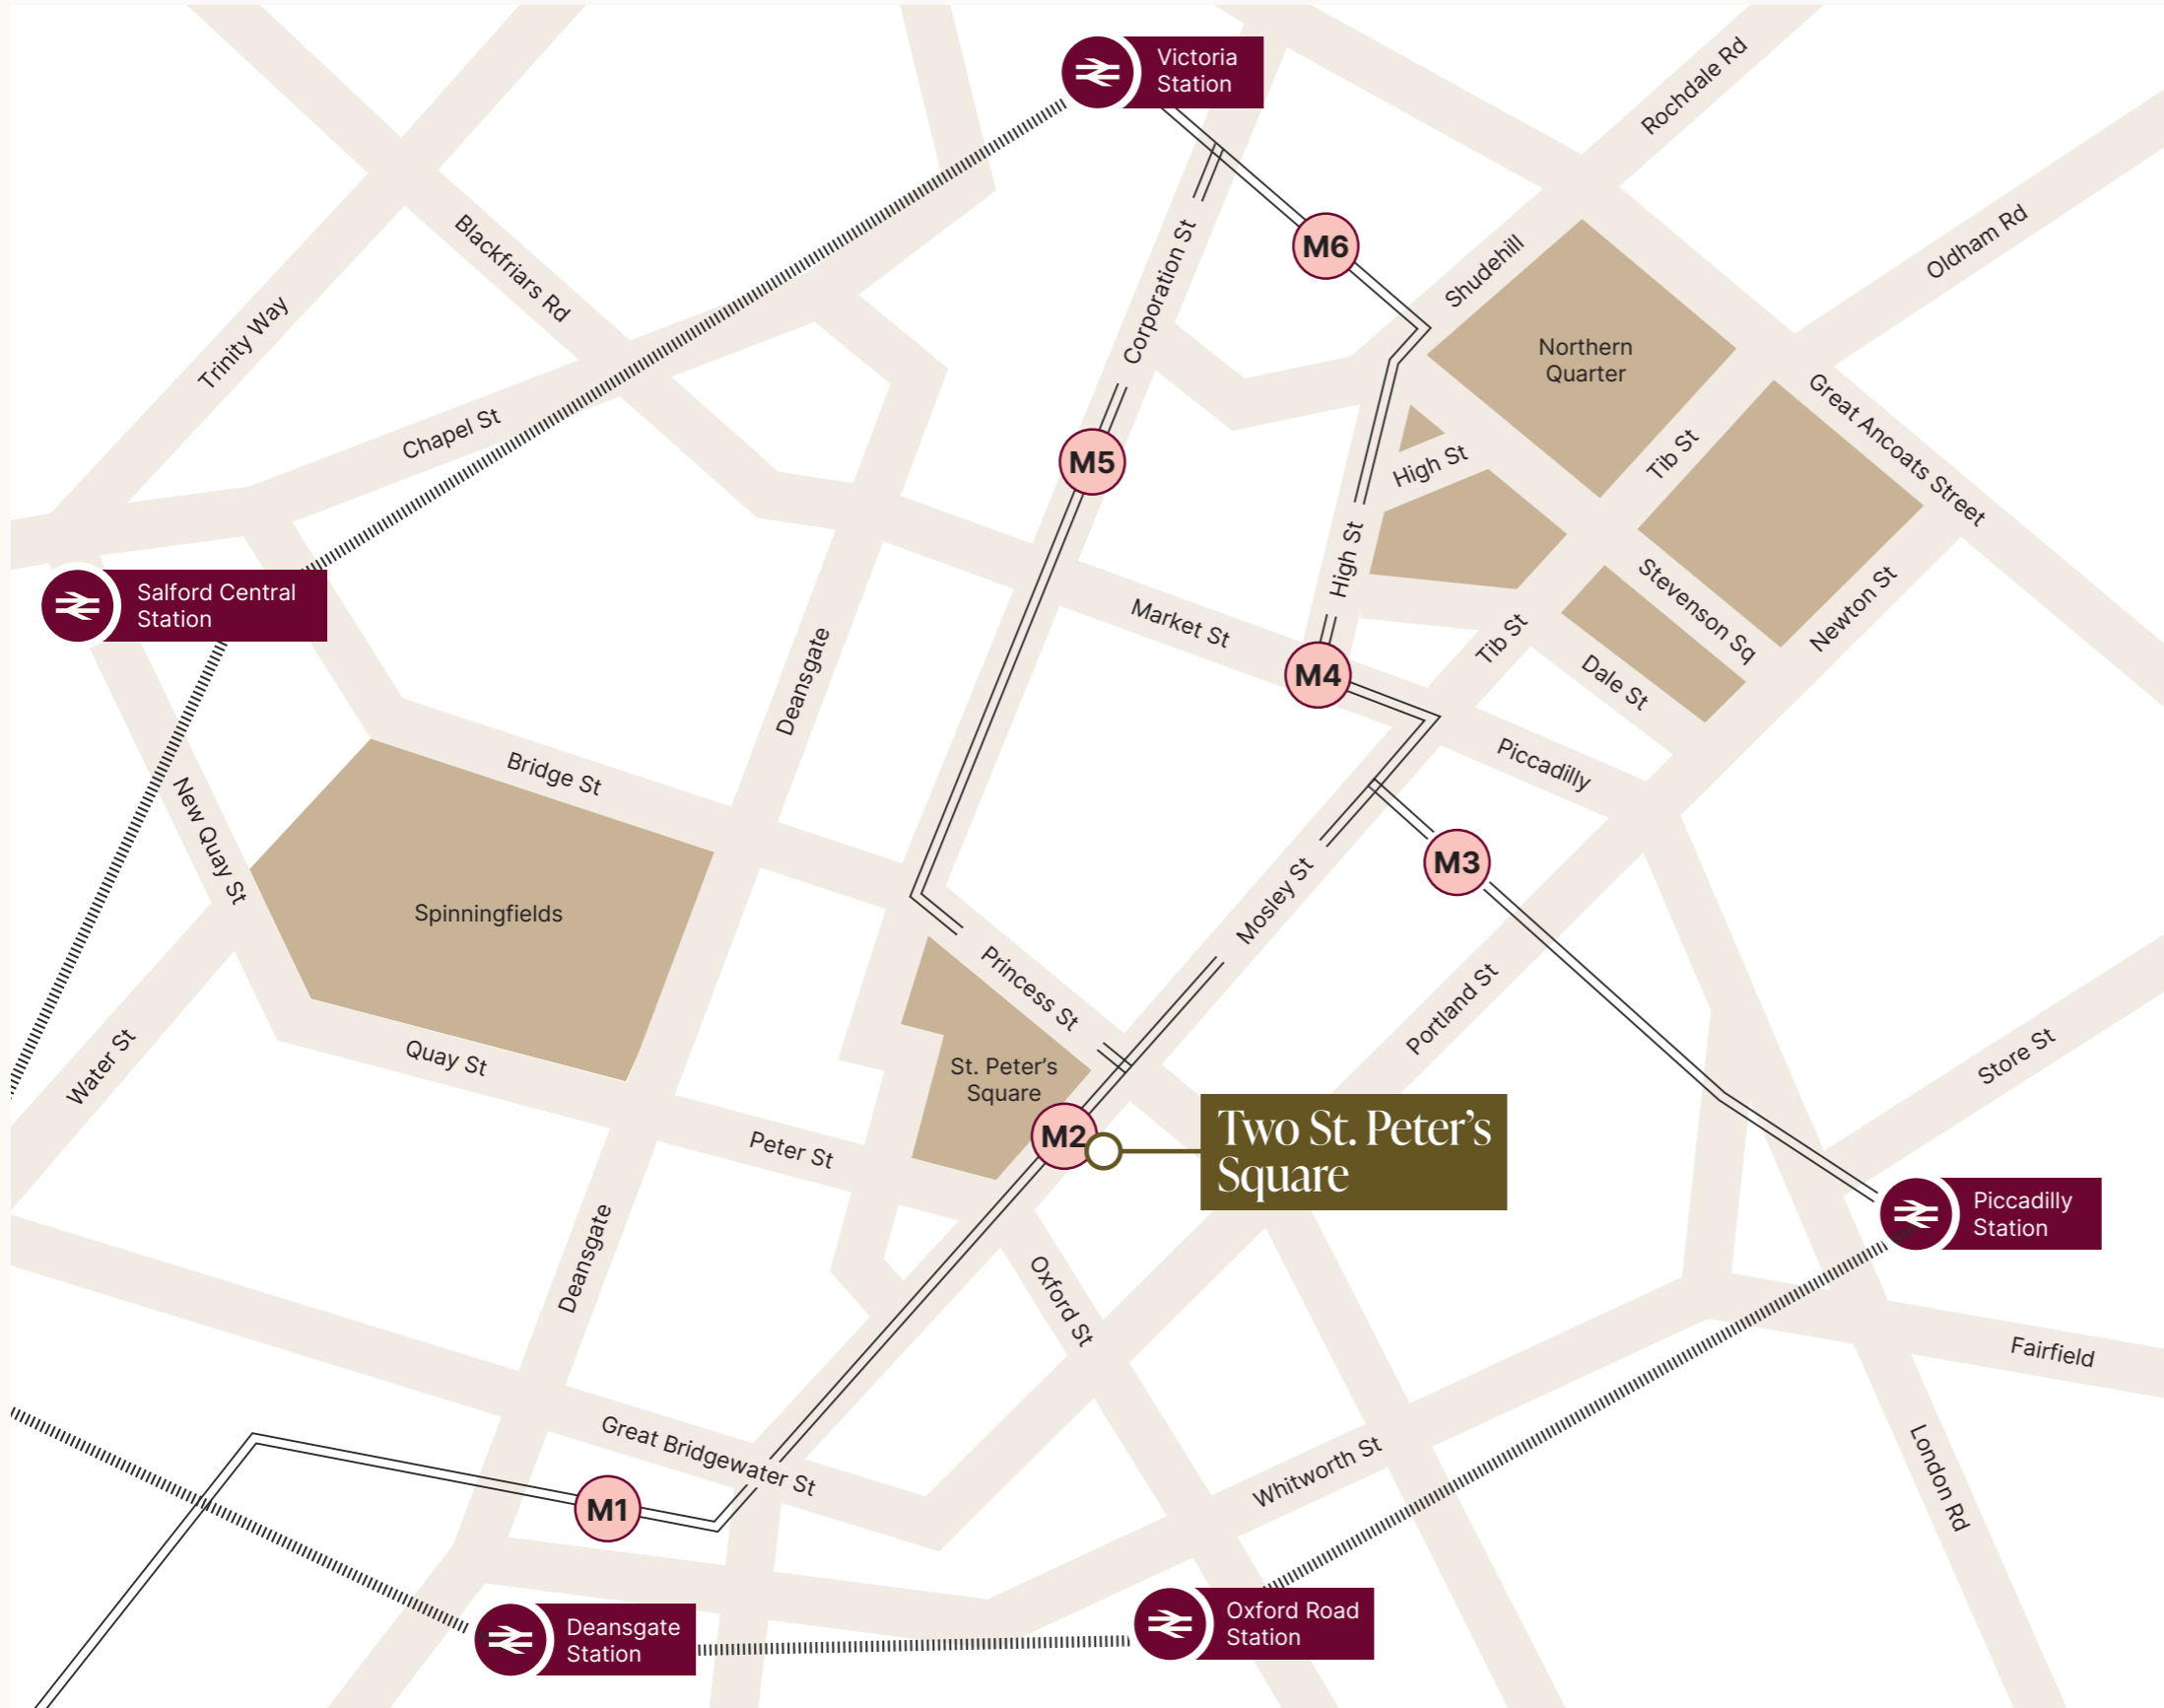 Victoria
Station
Rochdale Rd
M6
Blackfriars Rd
Corporation St
Shudehill
Oldham Rd
Trinity Way
Northern
Quarter
Great Ancoats Street
Chapel St
M5
High St
Tib St
High St
Salford Central
Station
Market St
Stevenson Sq
Newton St
Deansgate
Tib St
M4
Dale St
Bridge St
Piccadilly
New Quay St
M3
Spinningfields
Mosley St
Princess St
Portland St
Water St
Quay St
St. Peter’s
Square
Store St
M2
Two St. Peter’s
Square
Peter St
Piccadilly
Station
Deansgate
Oxford St
Fairfield
Great Bridgewater St
Whitworth St
London Rd
M1
Deansgate
Station
Oxford Road
Station